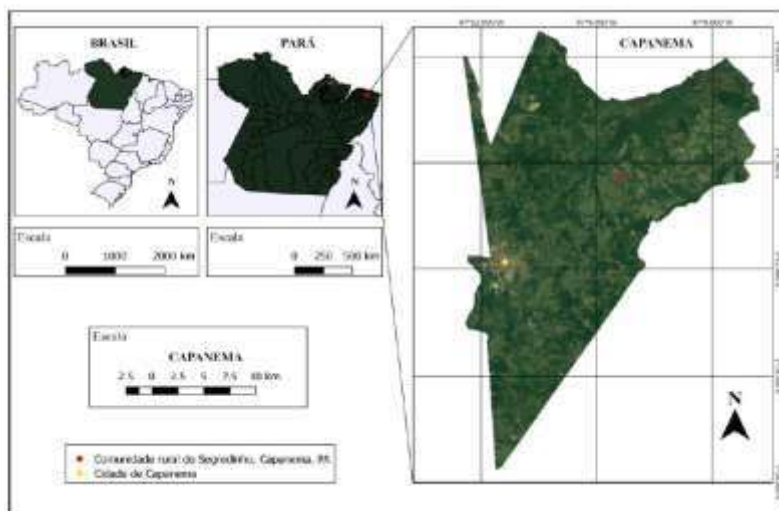 BRASIL
PARÁ
CAPANEMA
N
N
Escala
0 1000 2000 km
Escala
0 250 500 km
Escala
CAPANEMA
2.5 0 2.5 5 7.5 10 km
N
Comunidade rural do Segredinho, Capanema, PA
Cidade de Capanema